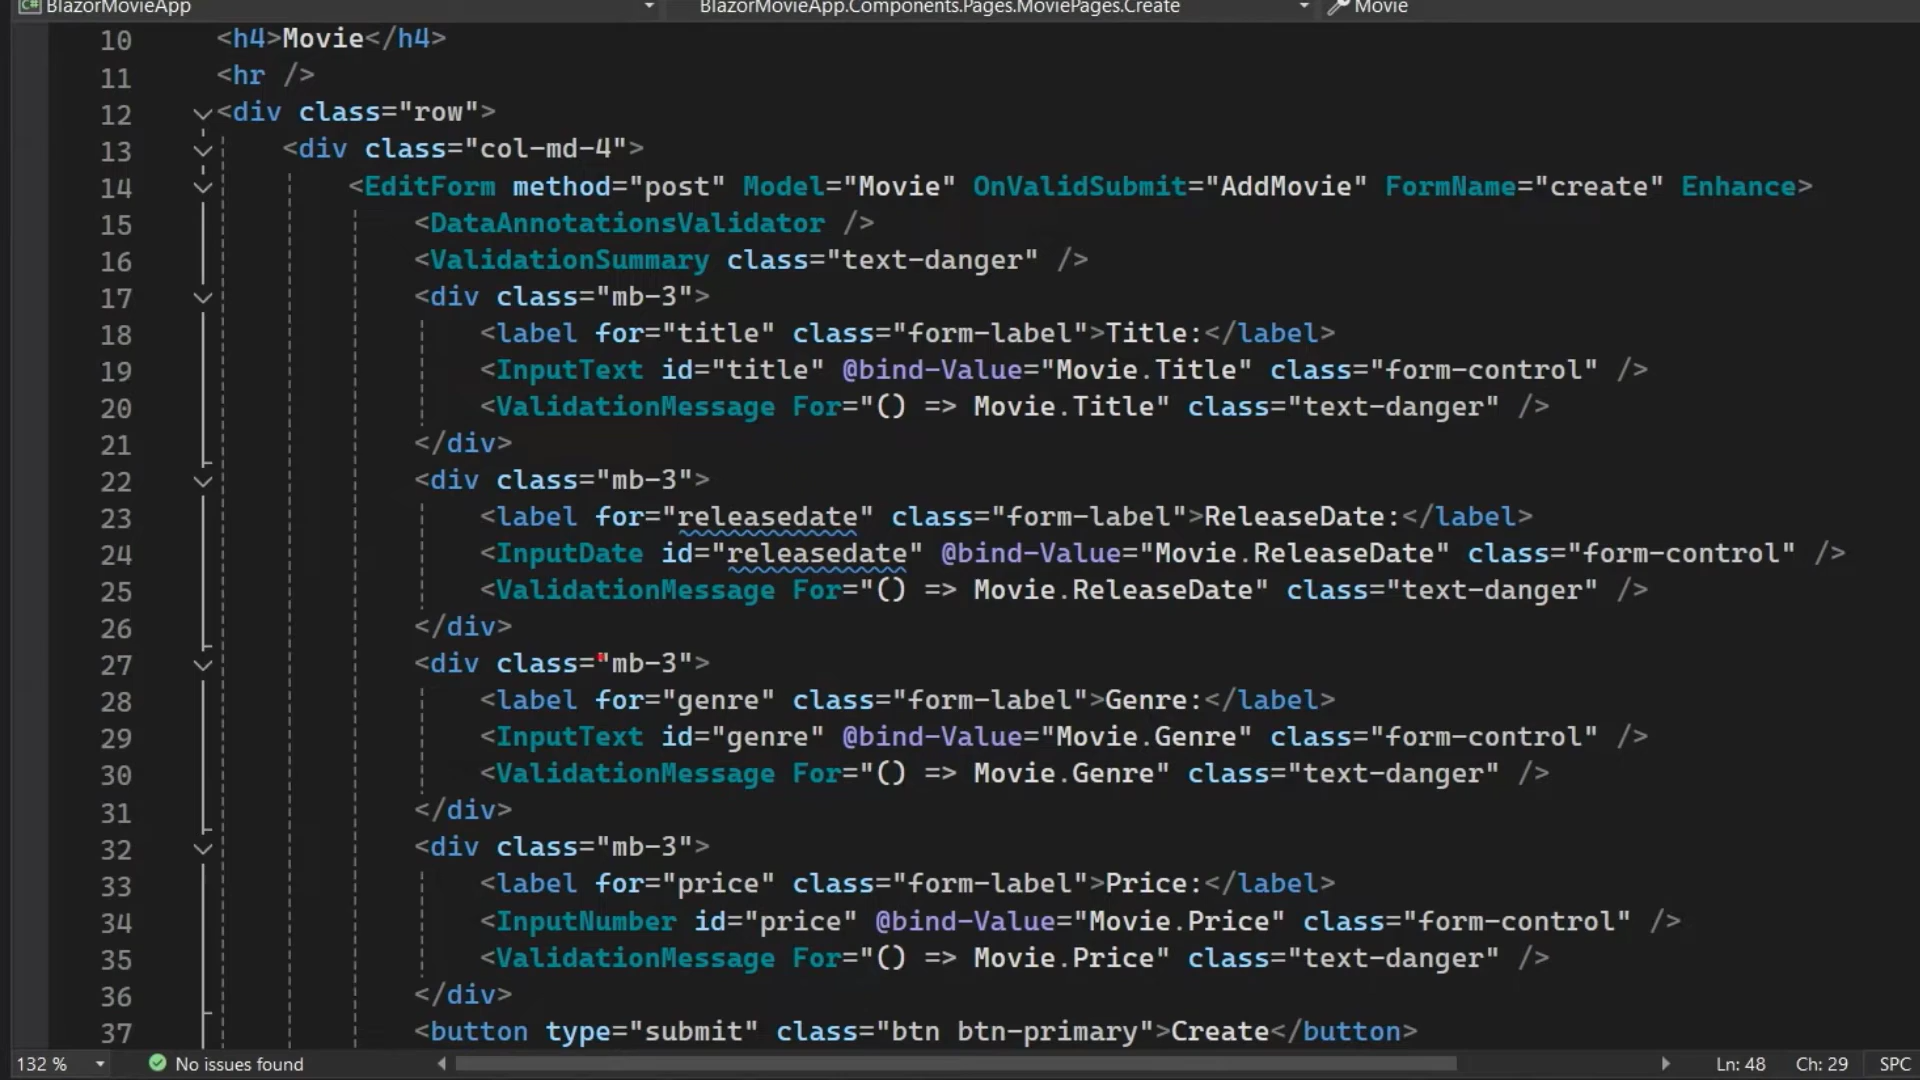 C# BlazorMovieApp BlazorMovieApp.Components.Pages.MoviePages.Create Movie
10 <h4>Movie</h4>
11 <hr />
12 <div class="row">
13 <div class="col-md-4">
14 <EditForm method="post" Model="Movie" OnValidSubmit="AddMovie" FormName="create" Enhance>
15 <DataAnnotationsValidator />
16 <ValidationSummary class="text-danger" />
17 <div class="mb-3">
18 <label for="title" class="form-label">Title:</label>
19 <InputText id="title" @bind-Value="Movie.Title" class="form-control" />
20 <ValidationMessage For="() => Movie.Title" class="text-danger" />
21 </div>
22 <div class="mb-3">
23 <label for="releasedate" class="form-label">ReleaseDate:</label>
24 <InputDate id="releasedate" @bind-Value="Movie.ReleaseDate" class="form-control" />
25 <ValidationMessage For="() => Movie.ReleaseDate" class="text-danger" />
26 </div>
27 <div class="mb-3">
28 <label for="genre" class="form-label">Genre:</label>
29 <InputText id="genre" @bind-Value="Movie.Genre" class="form-control" />
30 <ValidationMessage For="() => Movie.Genre" class="text-danger" />
31 </div>
32 <div class="mb-3">
33 <label for="price" class="form-label">Price:</label>
34 <InputNumber id="price" @bind-Value="Movie.Price" class="form-control" />
35 <ValidationMessage For="() => Movie.Price" class="text-danger" />
36 </div>
37 <button type="submit" class="btn btn-primary">Create</button>
132 % No issues found Ln: 48 Ch: 29 SPC